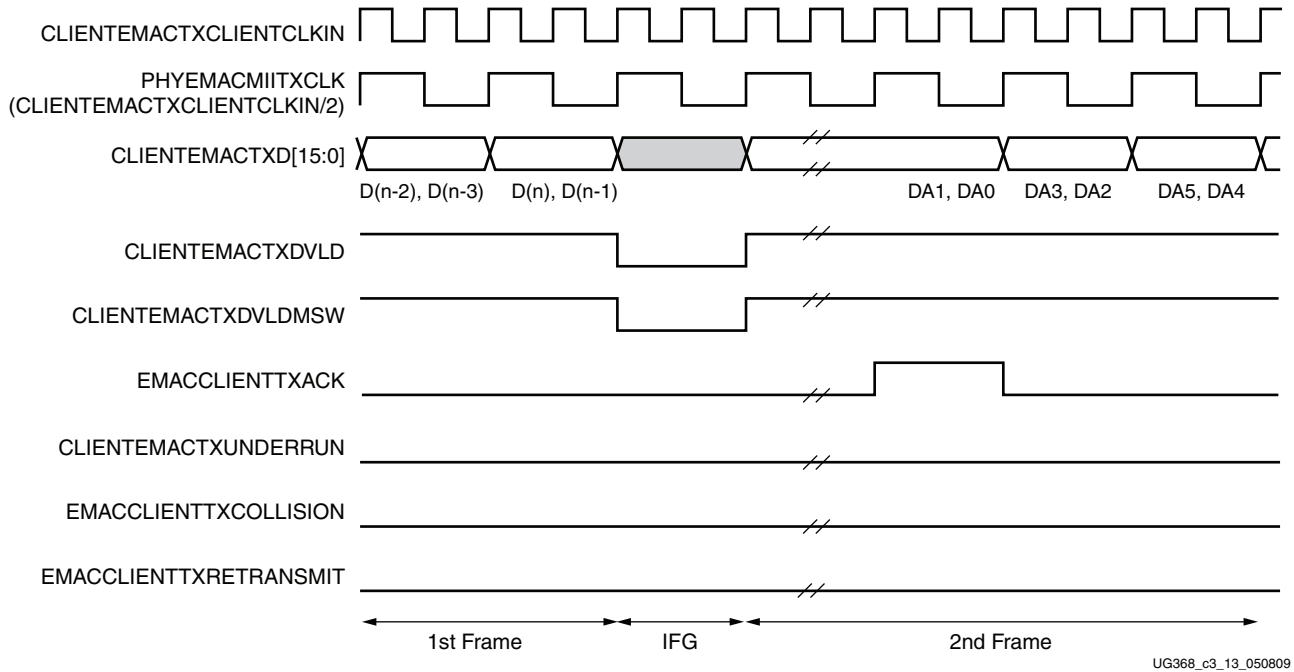 CLIENTEMACTXCLIENTCLKIN
PHYEMACMIITXCLK
(CLIENTEMACTXCLIENTCLKIN/2)
CLIENTEMACTXD[15:0]
D(n-2), D(n-3) D(n), D(n-1) DA1, DA0 DA3, DA2 DA5, DA4
CLIENTEMACTXDVLD
CLIENTEMACTXDVLDMSW
EMACCLIENTTXACK
CLIENTEMACTXUNDERRUN
EMACCLIENTTXCOLLISION
EMACCLIENTTXRETRANSMIT
1st Frame IFG 2nd Frame
UG368_c3_13_050809